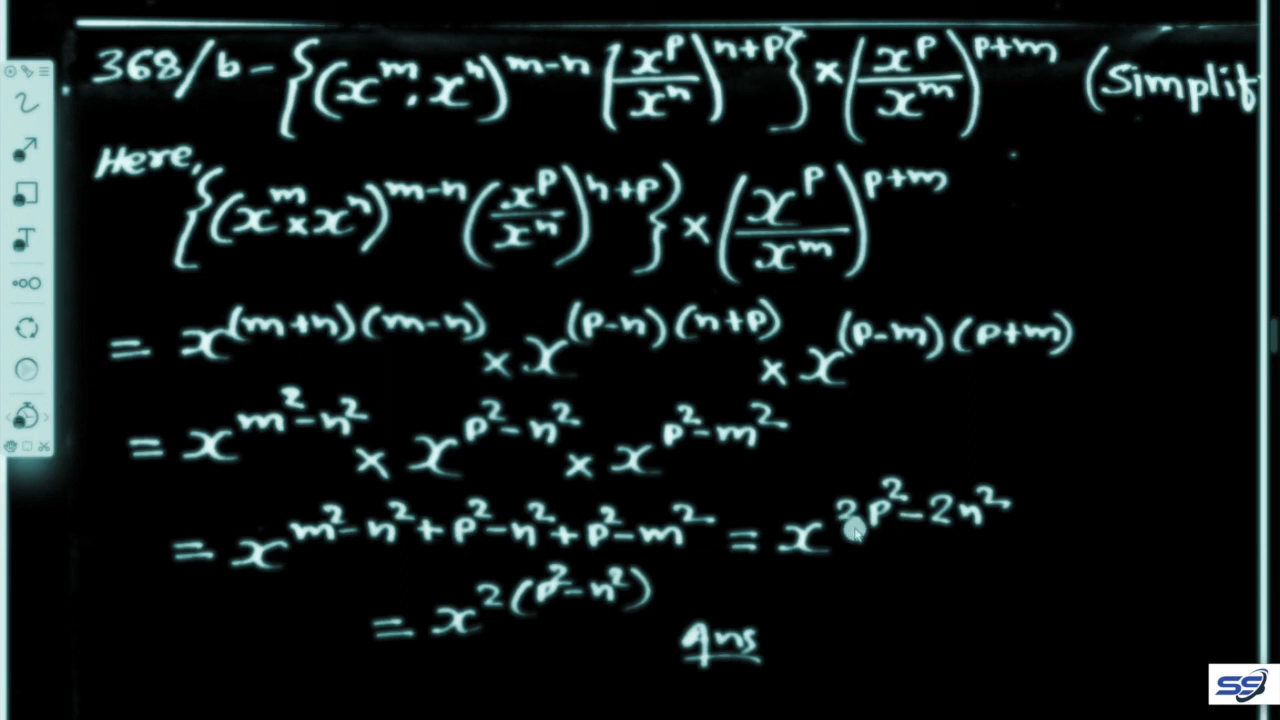 368/b - {(x^m . x^n)^(m-n) (x^p/x^n)^(n+p)} × (x^p/x^m)^(p+m) (Simplif
Here,
{(x^m × x^n)^(m-n) (x^p/x^n)^(n+p)} × (x^p/x^m)^(p+m)
= x^(m+n)(m-n) × x^(p-n)(n+p) × x^(p-m)(p+m)
= x^(m²-n²) × x^(p²-n²) × x^(p²-m²)
= x^(m²-n²+p²-n²+p²-m²) = x^(2p²-2n²)
= x^2(p²-n²) ans
SS